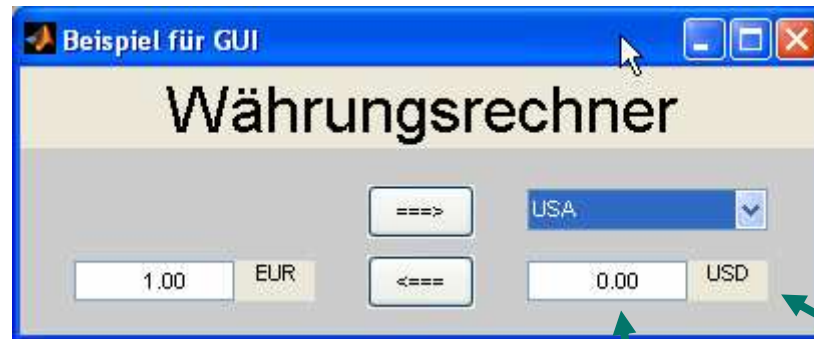 Beispiel für GUI
Währungsrechner
===> USA
1.00 EUR <=== 0.00 USD